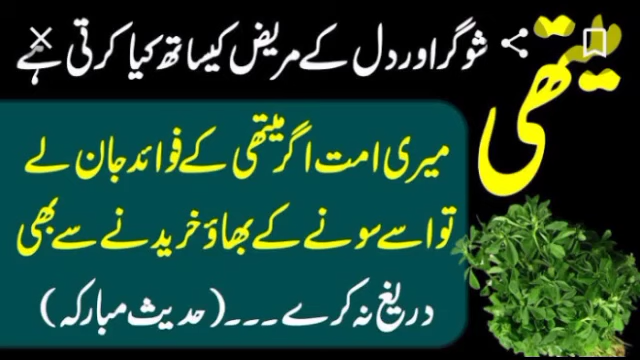 میتھی
شوگر اور دل کے مریض کیساتھ کیا کرتی ہے
میری امت اگر میتھی کے فوائد جان لے
تو اسے سونے کے بھاؤ خریدنے سے بھی
دریغ نہ کرے۔۔۔(حدیث مبارکہ)